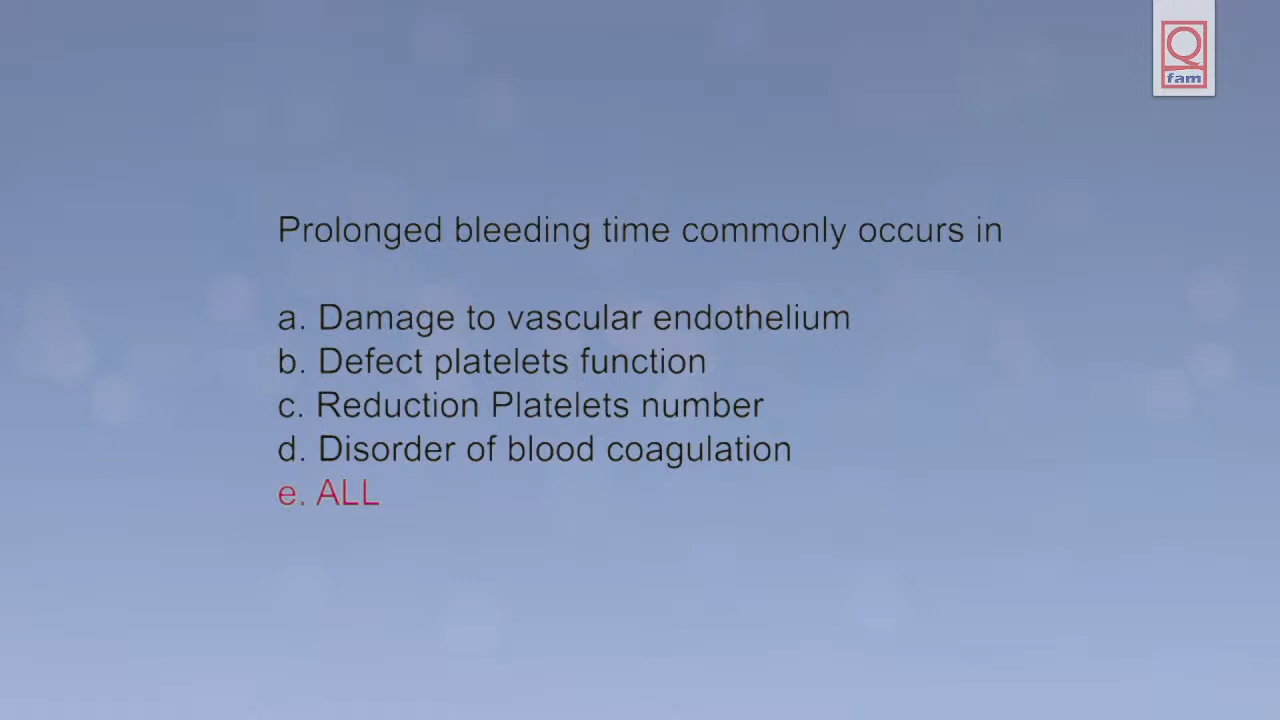 Q
fam
Prolonged bleeding time commonly occurs in
a. Damage to vascular endothelium
b. Defect platelets function
c. Reduction Platelets number
d. Disorder of blood coagulation
e. ALL